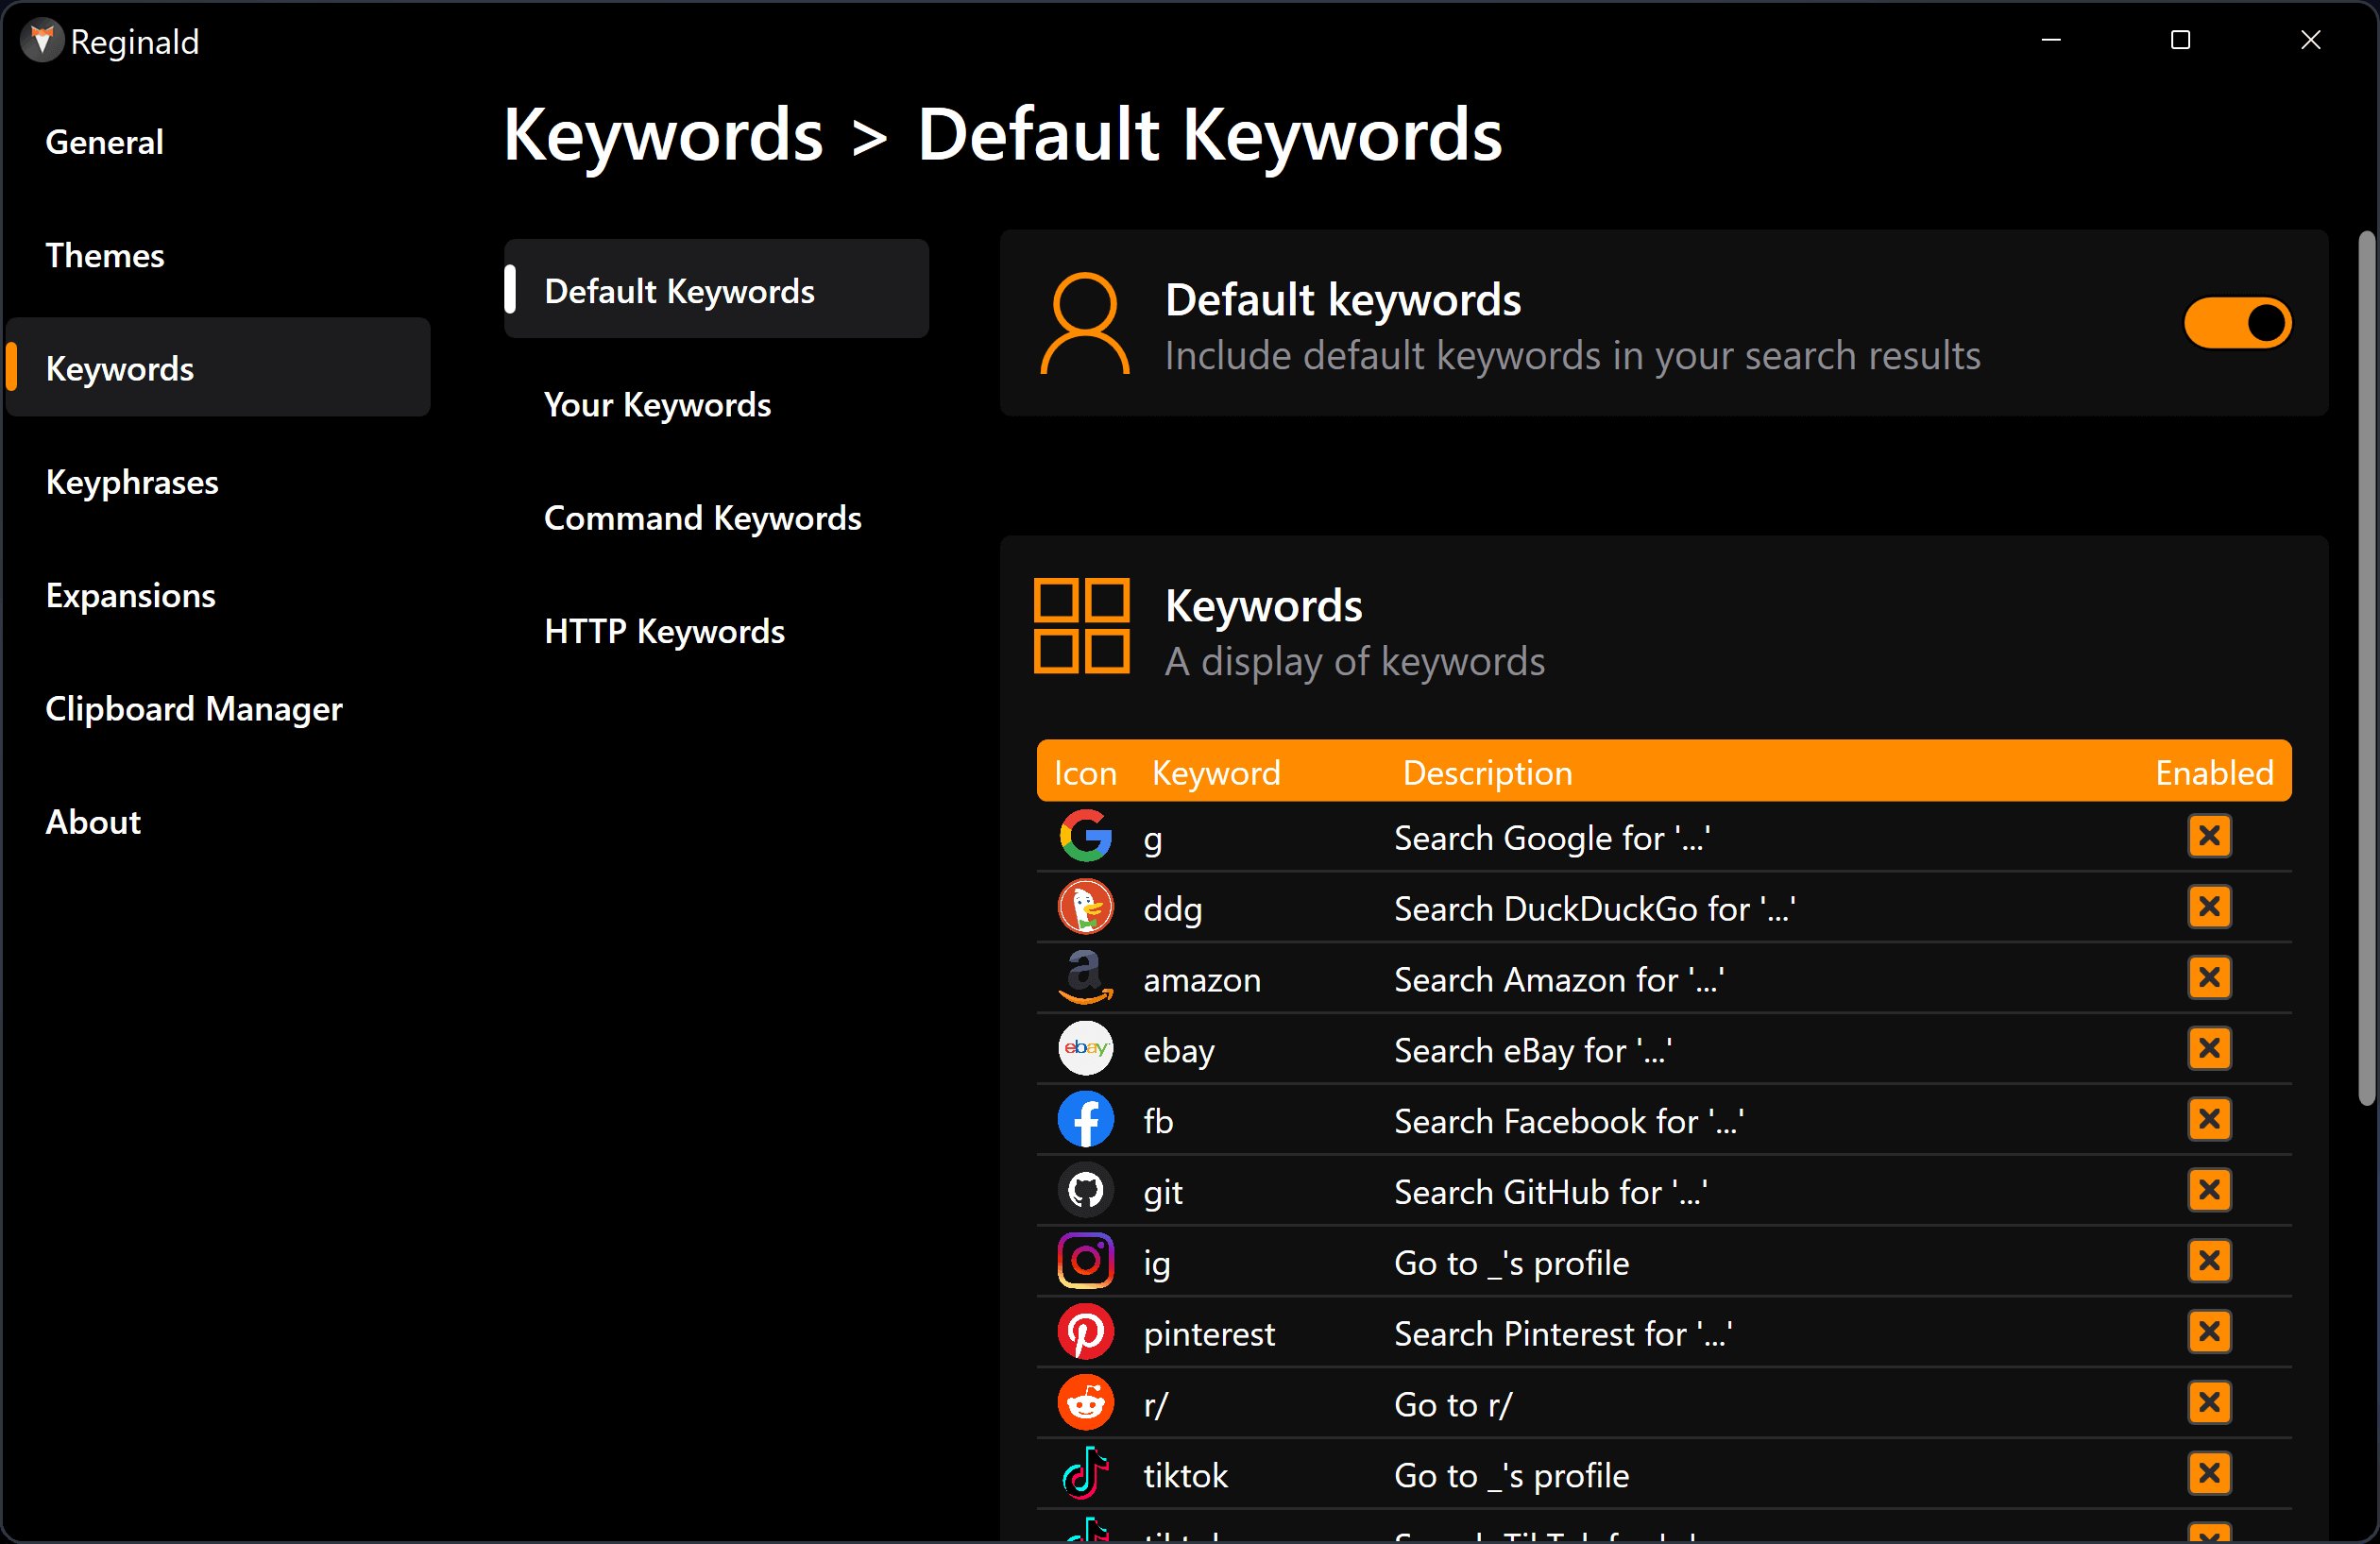 Reginald
General
Themes
Keywords
Keyphrases
Expansions
Clipboard Manager
About
Keywords > Default Keywords
Default Keywords
Your Keywords
Command Keywords
HTTP Keywords
Default keywords
Include default keywords in your search results
Keywords
A display of keywords
Icon Keyword Description Enabled
g Search Google for '...'
ddg Search DuckDuckGo for '...'
amazon Search Amazon for '...'
ebay ebay Search eBay for '...'
fb Search Facebook for '...'
git Search GitHub for '...'
ig Go to _'s profile
pinterest Search Pinterest for '...'
r/ Go to r/
tiktok Go to _'s profile